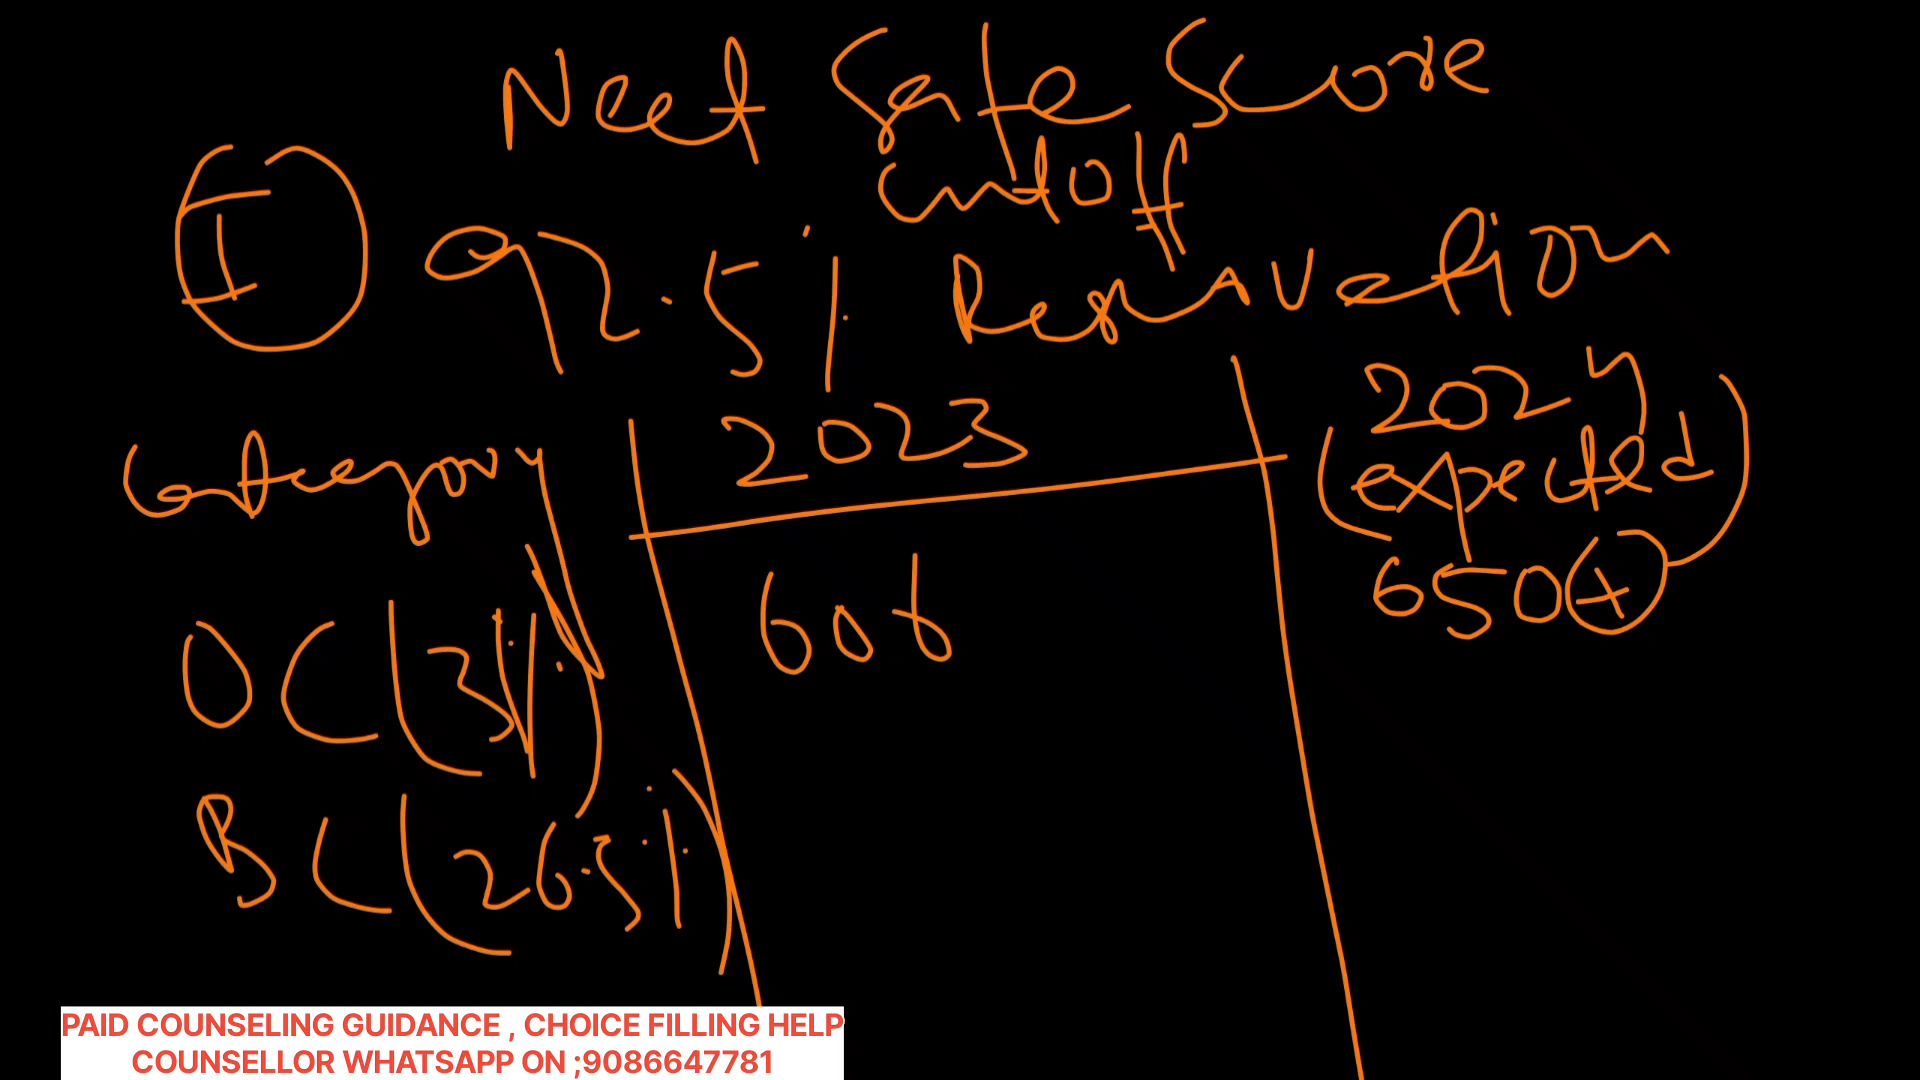 Neet Safe Score
Cutoff
I 92.5% Reservation
Category 2023 2024
(expected)
OC (31%) 606 650+
BC (26.5%)
PAID COUNSELING GUIDANCE , CHOICE FILLING HELP
COUNSELLOR WHATSAPP ON ;9086647781